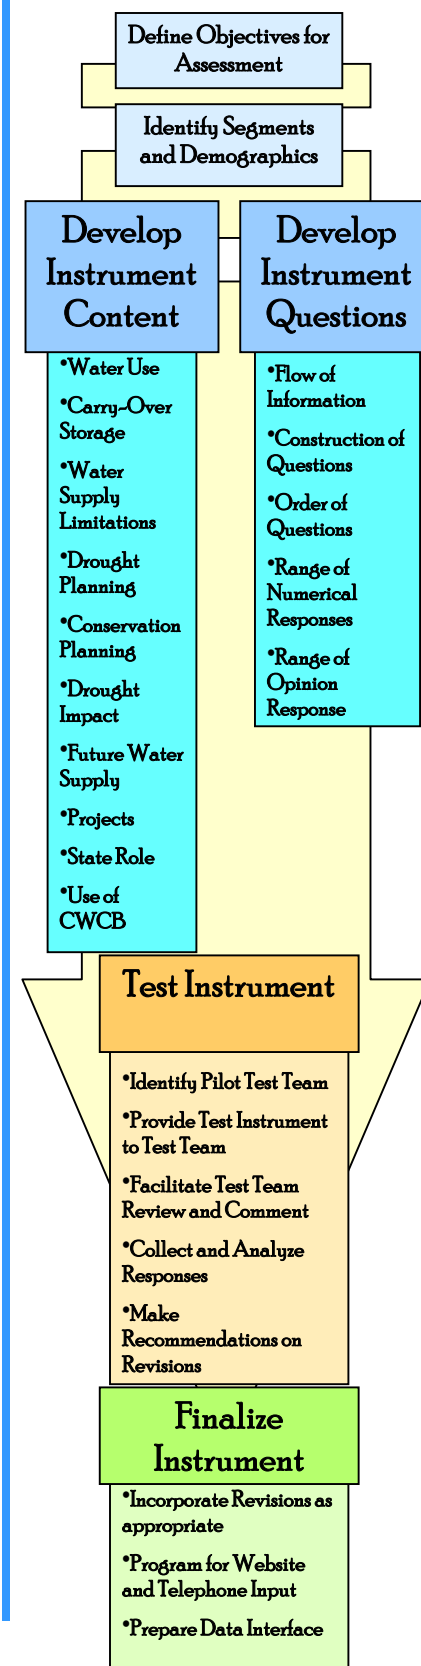 Define Objectives for
Assessment
Identify Segments
and Demographics
Develop
Instrument
Content
•Water Use
•Carry-Over
Storage
•Water
Supply
Limitations
•Drought
Planning
•Conservation
Planning
•Drought
Impact
•Future Water
Supply
•Projects
•State Role
•Use of
CWCB
Develop
Instrument
Questions
•Flow of
Information
•Construction of
Questions
•Order of
Questions
•Range of
Numerical
Responses
•Range of
Opinion
Response
Test Instrument
•Identify Pilot Test Team
•Provide Test Instrument
to Test Team
•Facilitate Test Team
Review and Comment
•Collect and Analyze
Responses
•Make
Recommendations on
Revisions
Finalize
Instrument
•Incorporate Revisions as
appropriate
•Program for Website
and Telephone Input
•Prepare Data Interface